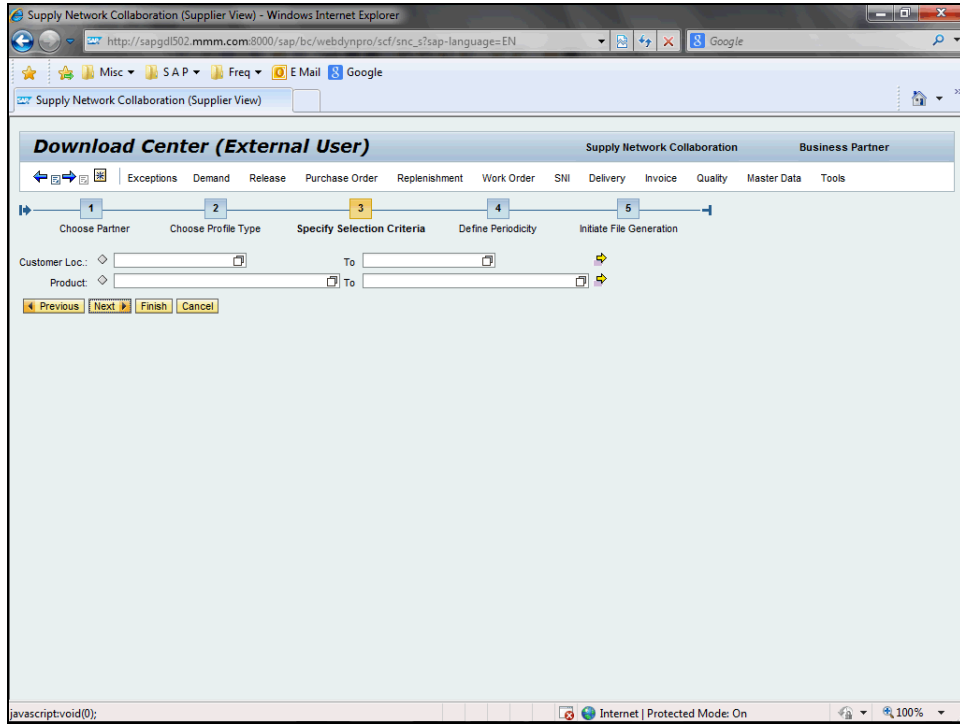 Supply Network Collaboration (Supplier View) - Windows Internet Explorer
http://sapgdl502.mmm.com:8000/sap/bc/webdynpro/scf/snc_s?sap-language=EN
Google
Misc SAP Freq E Mail Google
Supply Network Collaboration (Supplier View)
Download Center (External User) Supply Network Collaboration Business Partner
Exceptions Demand Release Purchase Order Replenishment Work Order SNI Delivery Invoice Quality Master Data Tools
1 2 3 4 5
Choose Partner Choose Profile Type Specify Selection Criteria Define Periodicity Initiate File Generation
Customer Loc.: To
Product: To
Previous Next Finish Cancel
javascript:void(0); Internet | Protected Mode: On 100%